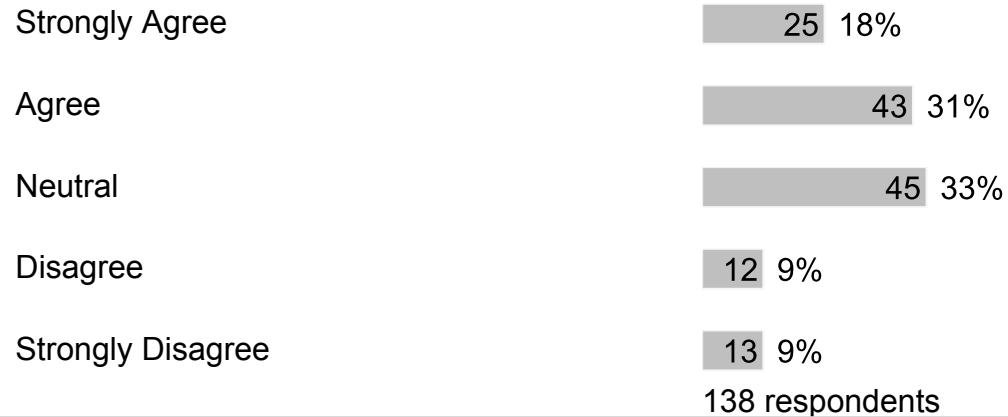 Strongly Agree 25 18%
Agree 43 31%
Neutral 45 33%
Disagree 12 9%
Strongly Disagree 13 9%
138 respondents